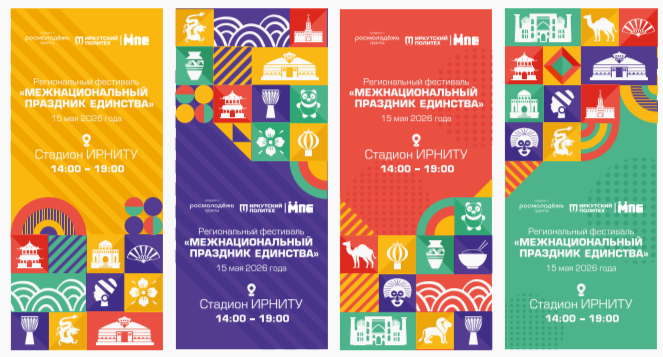 росмолодёжь
гранты
ИРКУТСКИЙ
ПОЛИТЕХ
МПЕ
Региональный фестиваль
«МЕЖНАЦИОНАЛЬНЫЙ
ПРАЗДНИК ЕДИНСТВА»
15 мая 2026 года
Стадион ИРНИТУ
14:00 – 19:00
росмолодёжь
гранты
ИРКУТСКИЙ
ПОЛИТЕХ
МПЕ
Региональный фестиваль
«МЕЖНАЦИОНАЛЬНЫЙ
ПРАЗДНИК ЕДИНСТВА»
15 мая 2026 года
Стадион ИРНИТУ
14:00 – 19:00
росмолодёжь
гранты
ИРКУТСКИЙ
ПОЛИТЕХ
МПЕ
Региональный фестиваль
«МЕЖНАЦИОНАЛЬНЫЙ
ПРАЗДНИК ЕДИНСТВА»
15 мая 2026 года
Стадион ИРНИТУ
14:00 – 19:00
росмолодёжь
гранты
ИРКУТСКИЙ
ПОЛИТЕХ
МПЕ
Региональный фестиваль
«МЕЖНАЦИОНАЛЬНЫЙ
ПРАЗДНИК ЕДИНСТВА»
15 мая 2026 года
Стадион ИРНИТУ
14:00 – 19:00